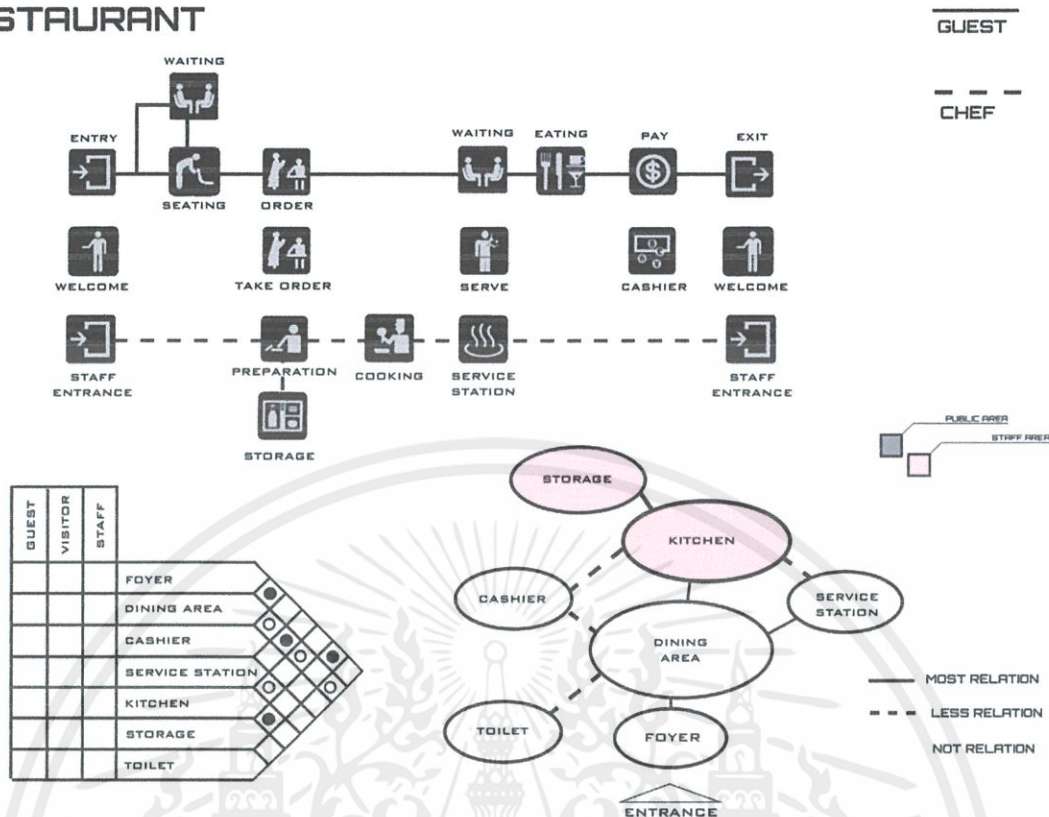 STAURANT
GUEST
CHEF
WAITING
ENTRY
WAITING EATING PAY EXIT
SEATING ORDER
WELCOME TAKE ORDER SERVE CASHIER WELCOME
STAFF ENTRANCE
PREPARATION
COOKING
SERVICE STATION
STAFF ENTRANCE
STORAGE
PUBLIC AREA
STAFF AREA
GUEST
VISITOR
STAFF
FOYER
DINING AREA
CASHIER
SERVICE STATION
KITCHEN
STORAGE
TOILET
STORAGE
KITCHEN
CASHIER
SERVICE
STATION
DINING
AREA
TOILET
FOYER
ENTRANCE
MOST RELATION
LESS RELATION
NOT RELATION